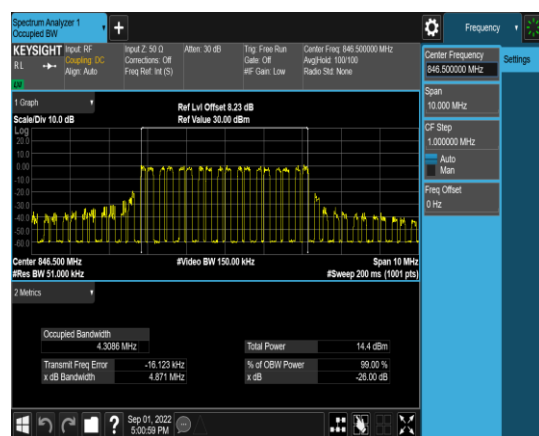 Spectrum Analyzer 1
Occupied BW
+
Frequency
KEYSIGHT
R L
Input: RF
Coupling: DC
Align: Auto
Input Z: 50 Ω
Corrections: Off
Freq Ref: Int (S)
Atten: 30 dB
Trig: Free Run
Gate: Off
#IF Gain: Low
Center Freq: 846.500000 MHz
Avg|Hold: 100/100
Radio Std: None
Center Frequency
846.500000 MHz
Settings
Span
10.000 MHz
CF Step
1.000000 MHz
Auto
Man
Freq Offset
0 Hz
1 Graph
Scale/Div 10.0 dB
Ref Lvl Offset 8.23 dB
Ref Value 30.00 dBm
Log
20.0
10.0
0.00
-10.0
-20.0
-30.0
-40.0
-50.0
-60.0
Center 846.500 MHz
#Res BW 51.000 kHz
#Video BW 150.00 kHz
Span 10 MHz
#Sweep 200 ms (1001 pts)
2 Metrics
Occupied Bandwidth
4.3086 MHz
Total Power 14.4 dBm
Transmit Freq Error -16.123 kHz
% of OBW Power 99.00 %
x dB Bandwidth 4.871 MHz
x dB -26.00 dB
?
Sep 01, 2022
5:00:59 PM